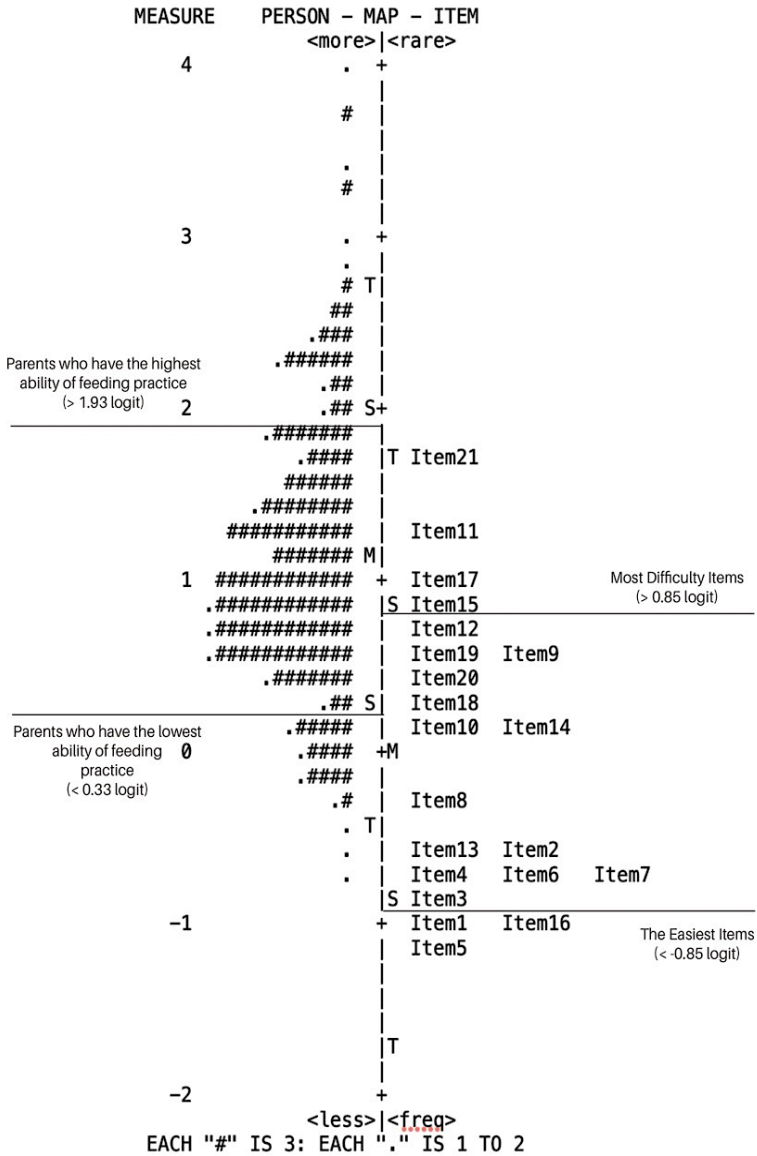 MEASURE PERSON - MAP - ITEM
<more>|<rare>
4 . +
|
# |
|
. |
# |
|
3 . +
. |
# T|
## |
.### |
.###### |
Parents who have the highest
ability of feeding practice
(> 1.93 logit)
.## |
2 .## S+
.####### |
.#### |T Item21
###### |
.######## |
########### | Item11
####### M|
1 ############ + Item17
Most Difficulty Items
(> 0.85 logit)
.############ |S Item15
.############ | Item12
.############ | Item19 Item9
.####### | Item20
.## S| Item18
Parents who have the lowest
ability of feeding
practice
(< 0.33 logit)
.##### | Item10 Item14
0 .#### +M
.#### |
.# | Item8
. T|
. | Item13 Item2
. | Item4 Item6 Item7
|S Item3
-1 + Item1 Item16
The Easiest Items
(< -0.85 logit)
| Item5
|
|
|
|T
|
-2 +
<less>|<freq>
EACH "#" IS 3: EACH "." IS 1 TO 2